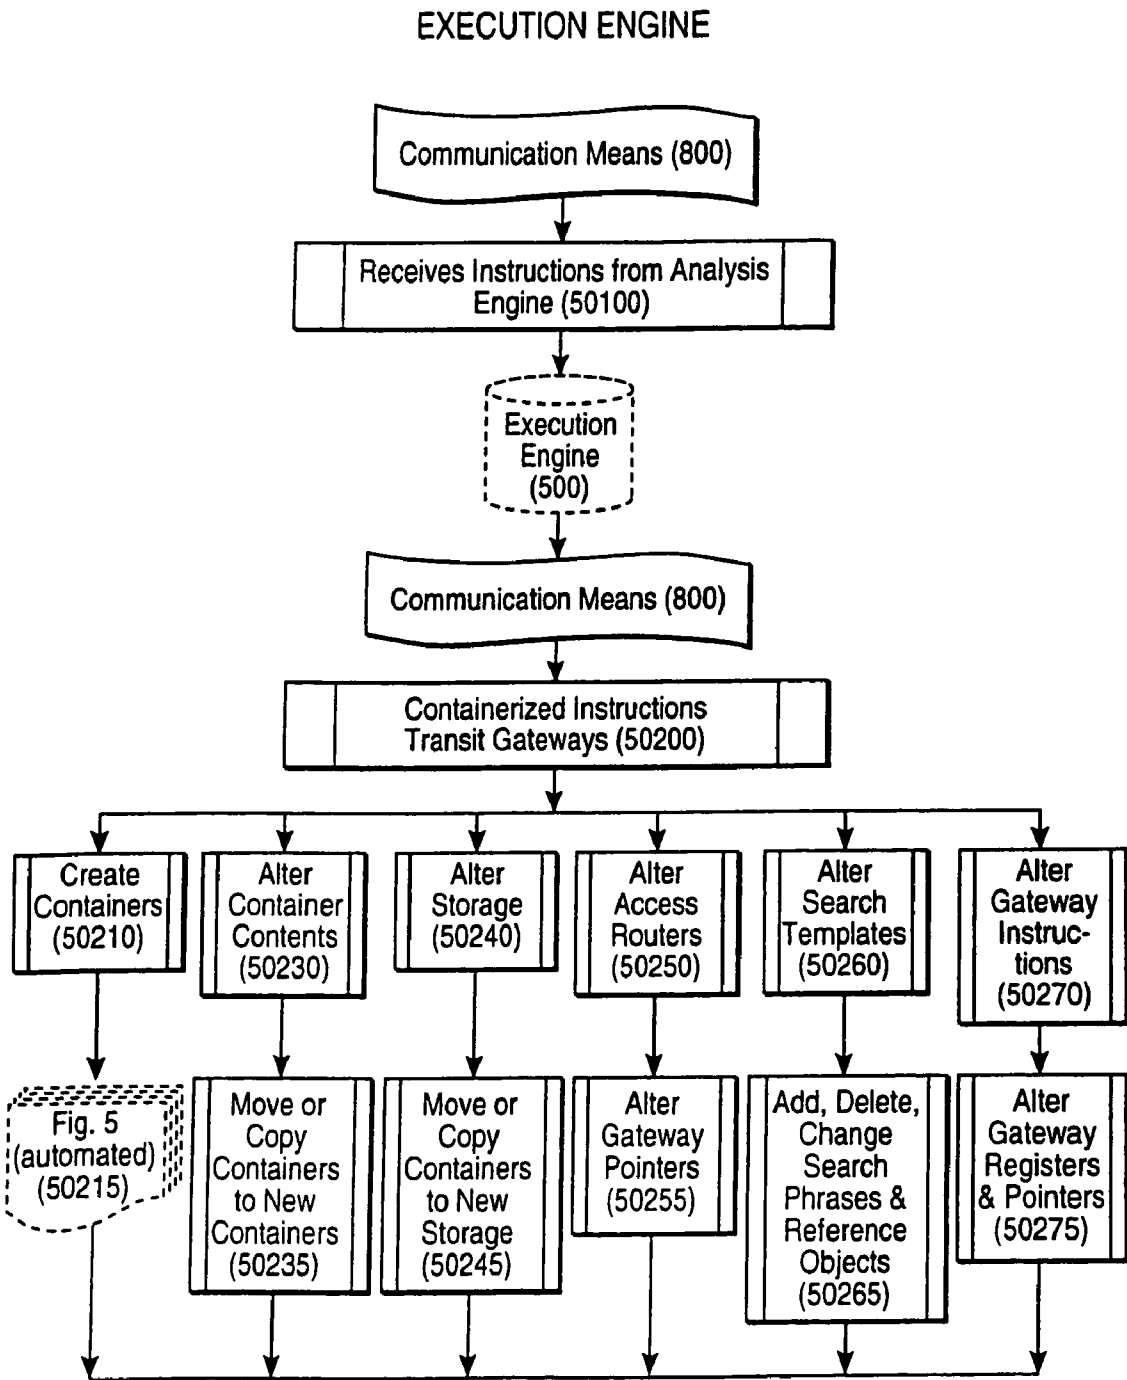 EXECUTION ENGINE
Communication Means (800)
Receives Instructions from Analysis
Engine (50100)
Execution
Engine
(500)
Communication Means (800)
Containerized Instructions
Transit Gateways (50200)
Create
Containers
(50210)
Alter
Container
Contents
(50230)
Alter
Storage
(50240)
Alter
Access
Routers
(50250)
Alter
Search
Templates
(50260)
Alter
Gateway
Instruc-
tions
(50270)
Fig. 5
(automated)
(50215)
Move or
Copy
Containers
to New
Containers
(50235)
Move or
Copy
Containers
to New
Storage
(50245)
Alter
Gateway
Pointers
(50255)
Add, Delete,
Change
Search
Phrases &
Reference
Objects
(50265)
Alter
Gateway
Registers
& Pointers
(50275)